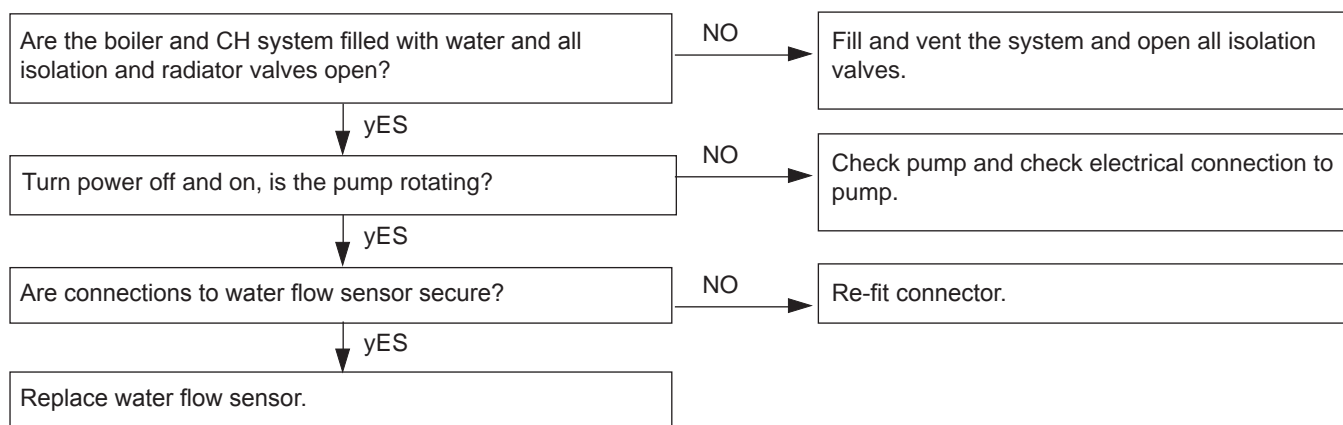 Are the boiler and CH system filled with water and all
isolation and radiator valves open?
NO
Fill and vent the system and open all isolation
valves.
yES
Turn power off and on, is the pump rotating?
NO
Check pump and check electrical connection to
pump.
yES
Are connections to water flow sensor secure?
NO
Re-fit connector.
yES
Replace water flow sensor.